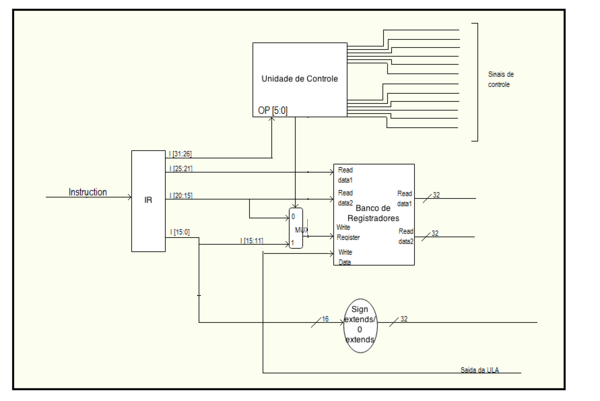 Unidade de Controle
Sinais de
controle
OP [5:0]
I [31:26]
I [25:21]
Instruction
IR
I [20:15]
I [15:0]
I [15:11]
0
MUX
1
Read
data1
Read
data2
Banco de
Registradores
Write
Register
Write
Data
Read
data1
32
Read
data2
32
16
Sign
extends/
0
extends
32
Saida da ULA